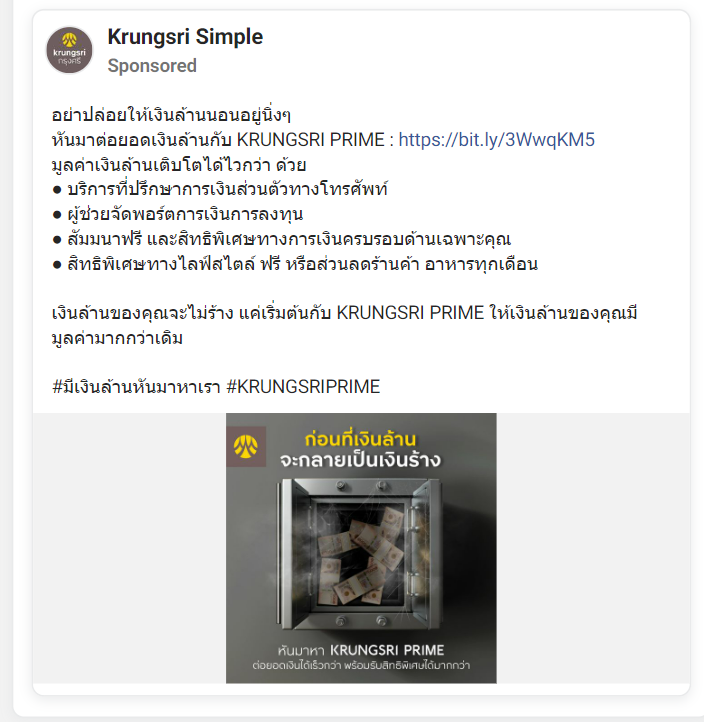 Krungsri Simple
Sponsored
krungsri
กรุงศรี
อย่าปล่อยให้เงินล้านนอนอยู่นิ่งๆ
หันมาต่อยอดเงินล้านกับ KRUNGSRI PRIME : https://bit.ly/3WwqKM5
มูลค่าเงินล้านเติบโตได้ไวกว่า ด้วย
● บริการที่ปรึกษาการเงินส่วนตัวทางโทรศัพท์
● ผู้ช่วยจัดพอร์ตการเงินการลงทุน
● สัมมนาฟรี และสิทธิพิเศษทางการเงินครบรอบด้านเฉพาะคุณ
● สิทธิพิเศษทางไลฟ์สไตล์ ฟรี หรือส่วนลดร้านค้า อาหารทุกเดือน
เงินล้านของคุณจะไม่ร้าง แค่เริ่มต้นกับ KRUNGSRI PRIME ให้เงินล้านของคุณมี
มูลค่ามากกว่าเดิม
#มีเงินล้านหันมาหาเรา #KRUNGSRIPRIME
ก่อนที่เงินล้าน
จะกลายเป็นเงินร้าง
หันมาหา KRUNGSRI PRIME
ต่อยอดเงินได้เร็วกว่า พร้อมรับสิทธิพิเศษได้มากกว่า